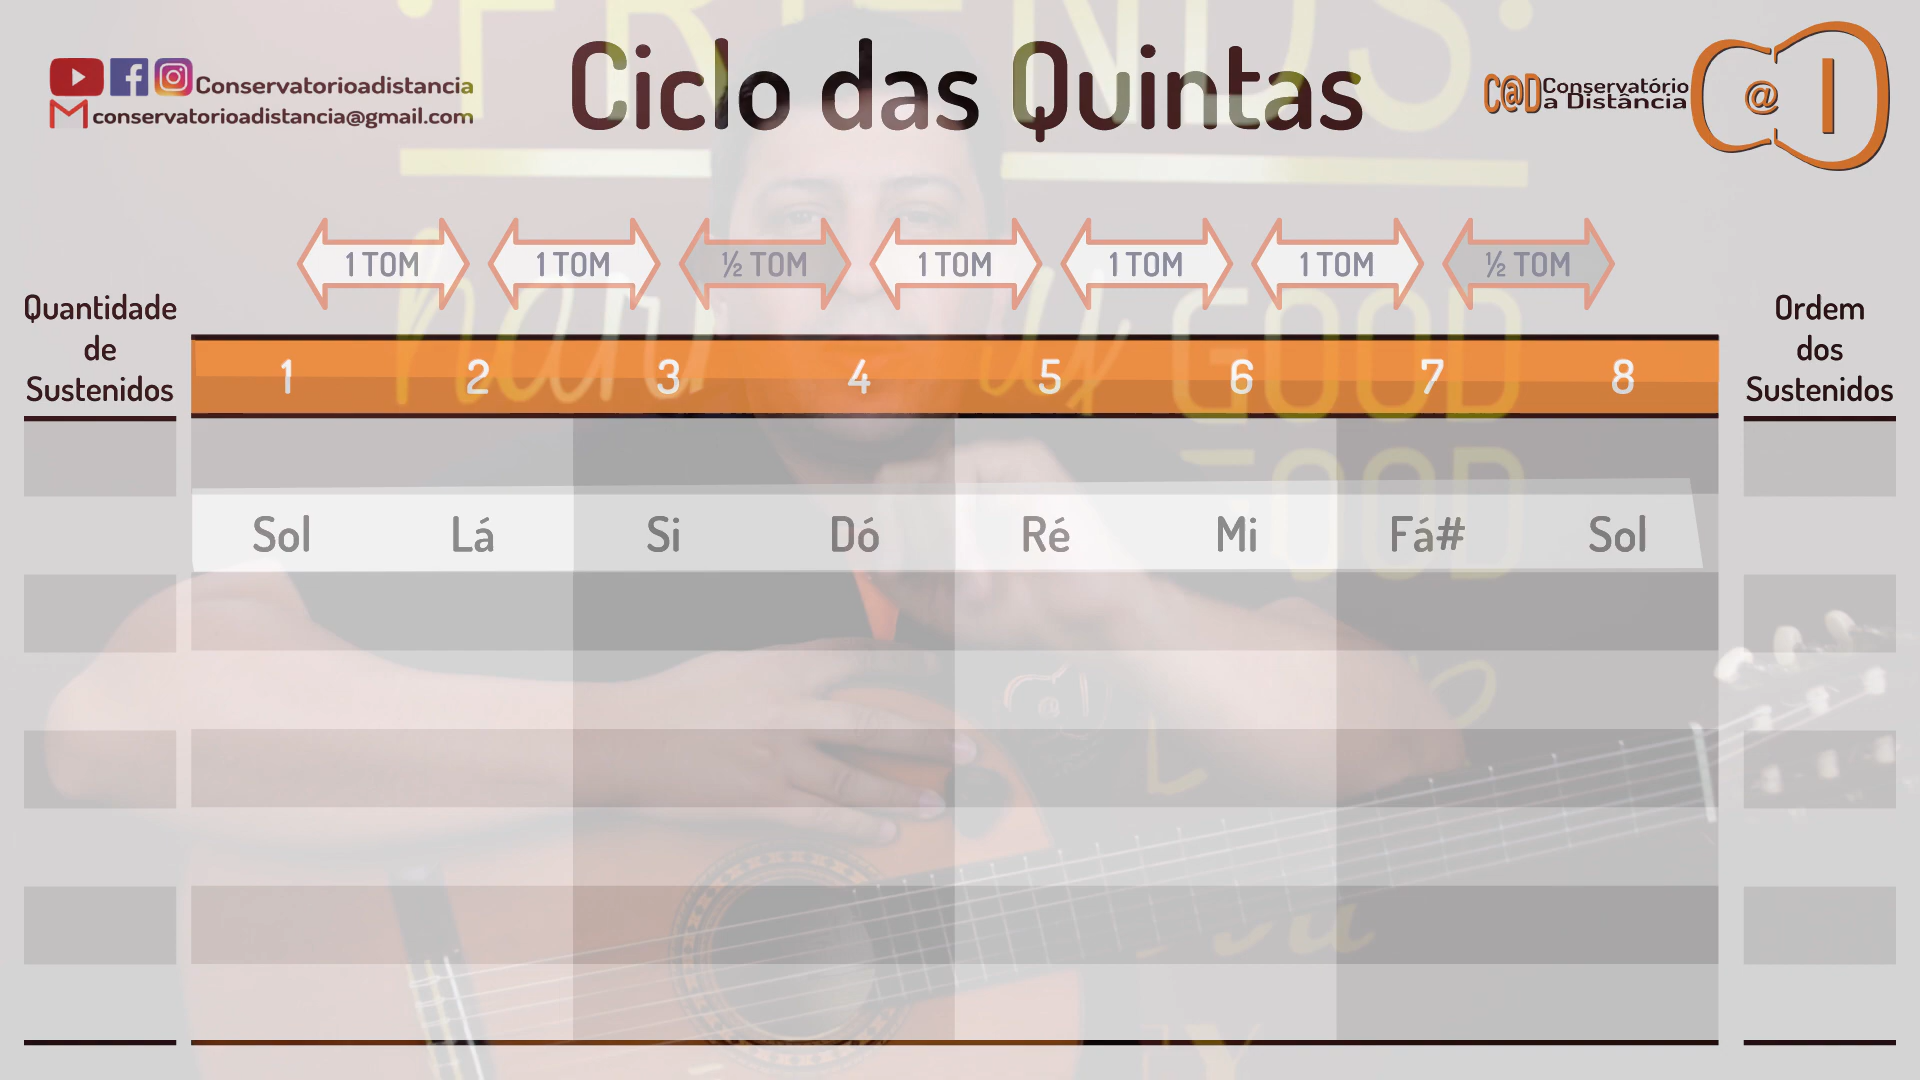 Conservatorioadistancia
conservatorioadistancia@gmail.com
Ciclo das Quintas
C@D Conservatório
a Distância
@
FRIENDS.
1 TOM 1 TOM ½ TOM 1 TOM 1 TOM 1 TOM ½ TOM
Quantidade
de
Sustenidos
Ordem
dos
Sustenidos
1 2 3 4 5 6 7 8
GOOD
Sol Lá Si Dó Ré Mi Fá# Sol